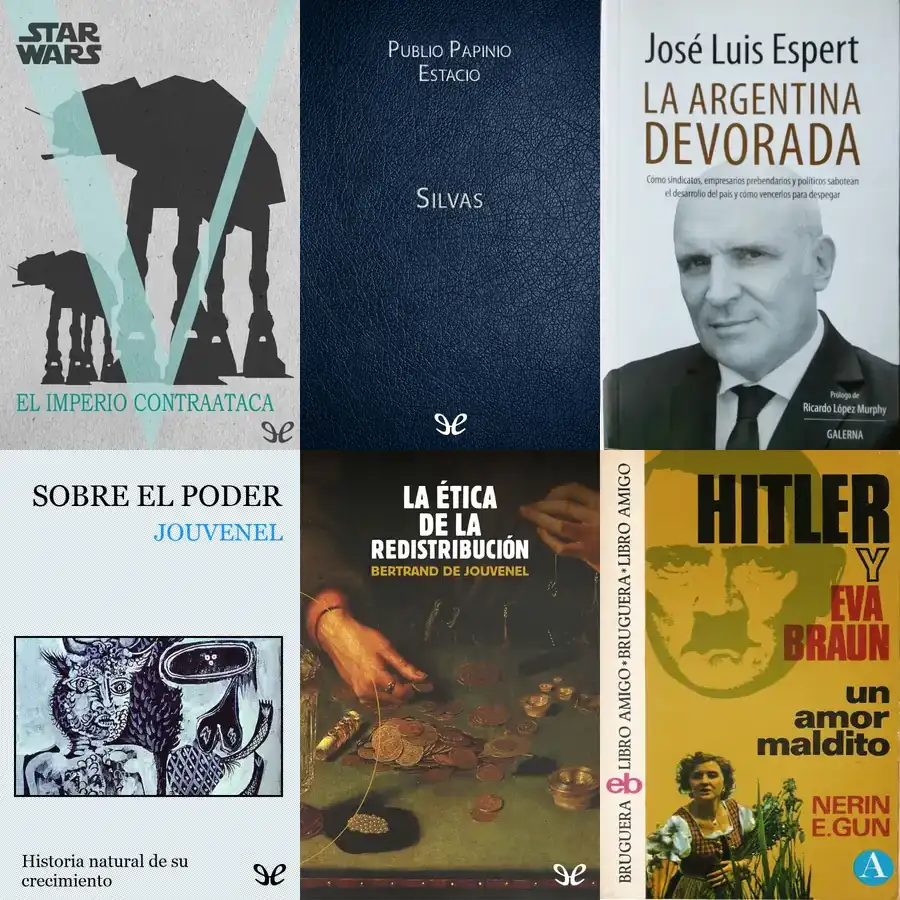 STAR
WARS
EL IMPERIO CONTRAATACA
PUBLIO PAPINIO
ESTACIO
SILVAS
José Luis Espert
LA ARGENTINA
DEVORADA
Cómo sindicatos, empresarios prebendarios y políticos sabotean
el desarrollo del país y cómo vencerlos para despegar
Prólogo de
Ricardo López Murphy
GALERNA
SOBRE EL PODER
JOUVENEL
Historia natural de su
crecimiento
LA ÉTICA
DE LA
REDISTRIBUCIÓN
BERTRAND DE JOUVENEL
BRUGUERA eb LIBRO AMIGO*BRUGUERA*LIBRO AMIGO
HITLER
Y
EVA
BRAUN
un
amor
maldito
NERIN
E.GUN
A